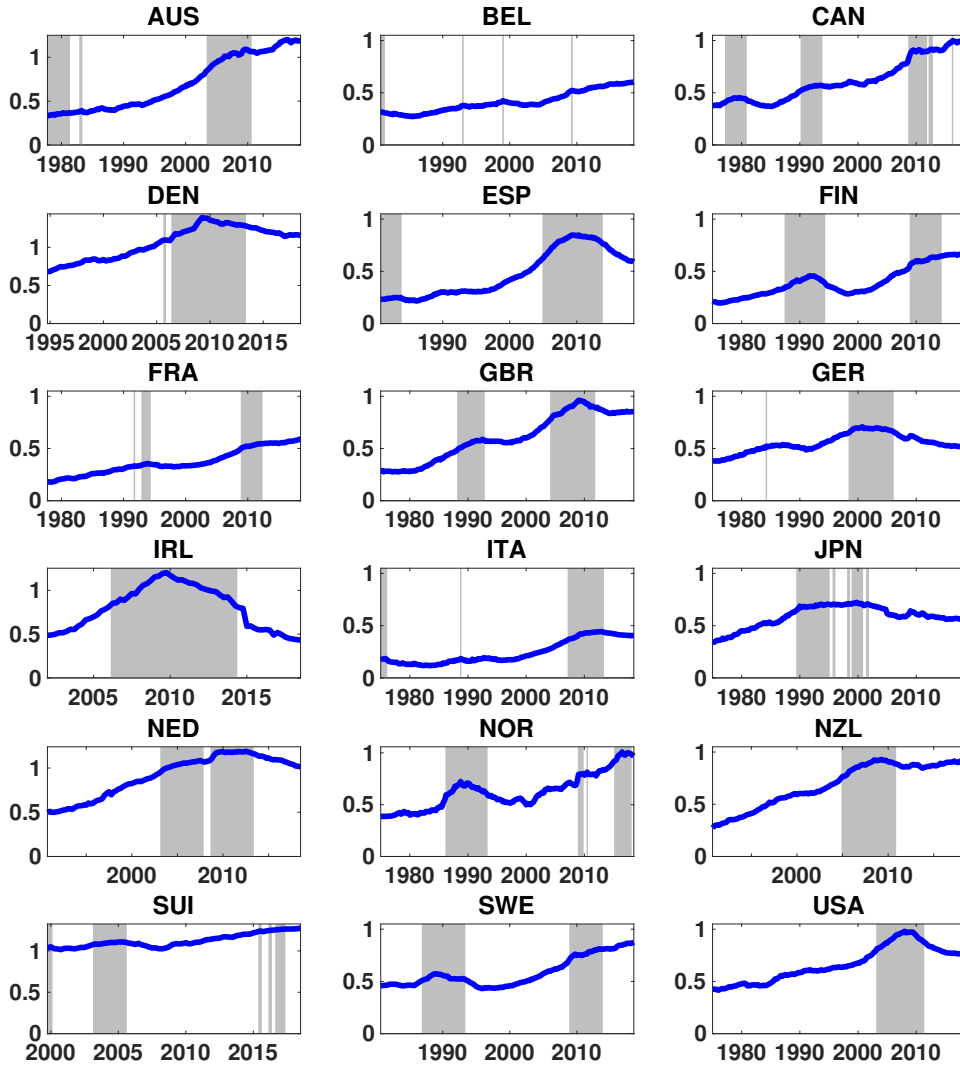 AUS BEL CAN
1 1 1
0.5 0.5 0.5
0 0 0
1980 1990 2000 2010 1990 2000 2010 1980 1990 2000 2010
DEN ESP FIN
1 1 1
0.5 0.5 0.5
0 0 0
1995 2000 2005 2010 2015 1990 2000 2010 1980 1990 2000 2010
FRA GBR GER
1 1 1
0.5 0.5 0.5
0 0 0
1980 1990 2000 2010 1980 1990 2000 2010 1980 1990 2000 2010
IRL ITA JPN
1 1 1
0.5 0.5 0.5
0 0 0
2005 2010 2015 1980 1990 2000 2010 1980 1990 2000 2010
NED NOR NZL
1 1 1
0.5 0.5 0.5
0 0 0
2000 2010 1980 1990 2000 2010 2000 2010
SUI SWE USA
1 1 1
0.5 0.5 0.5
0 0 0
2000 2005 2010 2015 1990 2000 2010 1980 1990 2000 2010